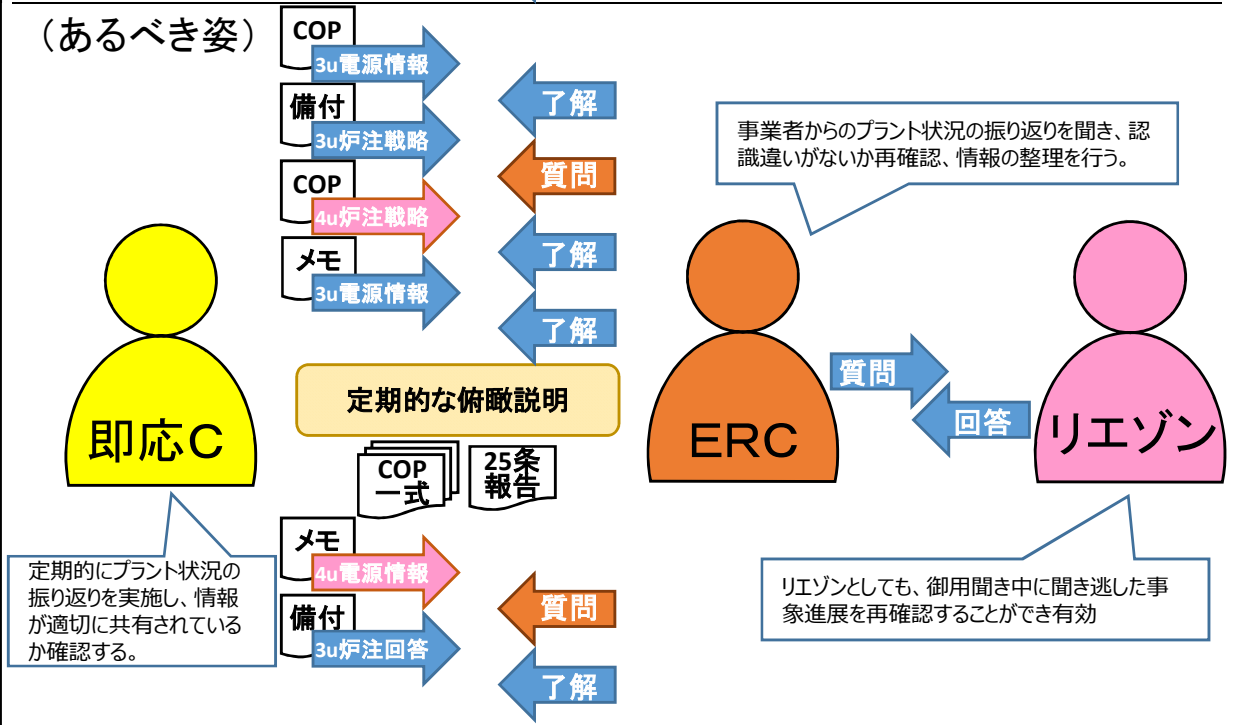 (あるべき姿)
COP
3u電源情報
了解
備付
3u炉注戦略
質問
COP
4u炉注戦略
了解
メモ
3u電源情報
了解
事業者からのプラント状況の振り返りを聞き、認
識違いがないか再確認、情報の整理を行う。
定期的な俯瞰説明
即応C
ERC
質問
回答
リエゾン
COP
一式
25条
報告
メモ
4u電源情報
質問
備付
3u炉注回答
了解
定期的にプラント状況の
振り返りを実施し、情報
が適切に共有されている
か確認する。
リエゾンとしても、御用聞き中に聞き逃した事
象進展を再確認することができ有効